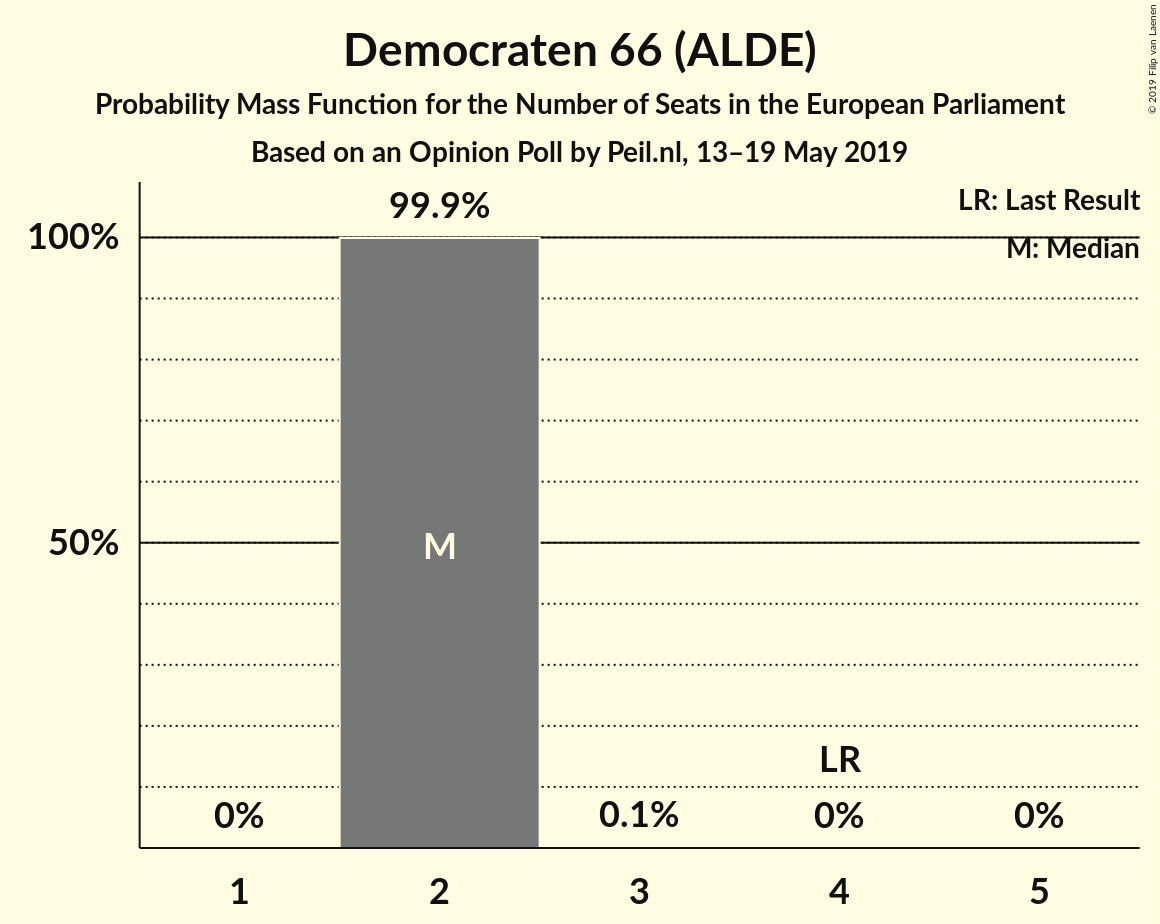 Democraten 66 (ALDE)
Probability Mass Function for the Number of Seats in the European Parliament
Based on an Opinion Poll by Peil.nl, 13–19 May 2019
© 2019 Filip van Laenen
LR: Last Result
M: Median
99.9%
100%
50%
M
LR
0%
0.1%
0%
0%
1
2
3
4
5